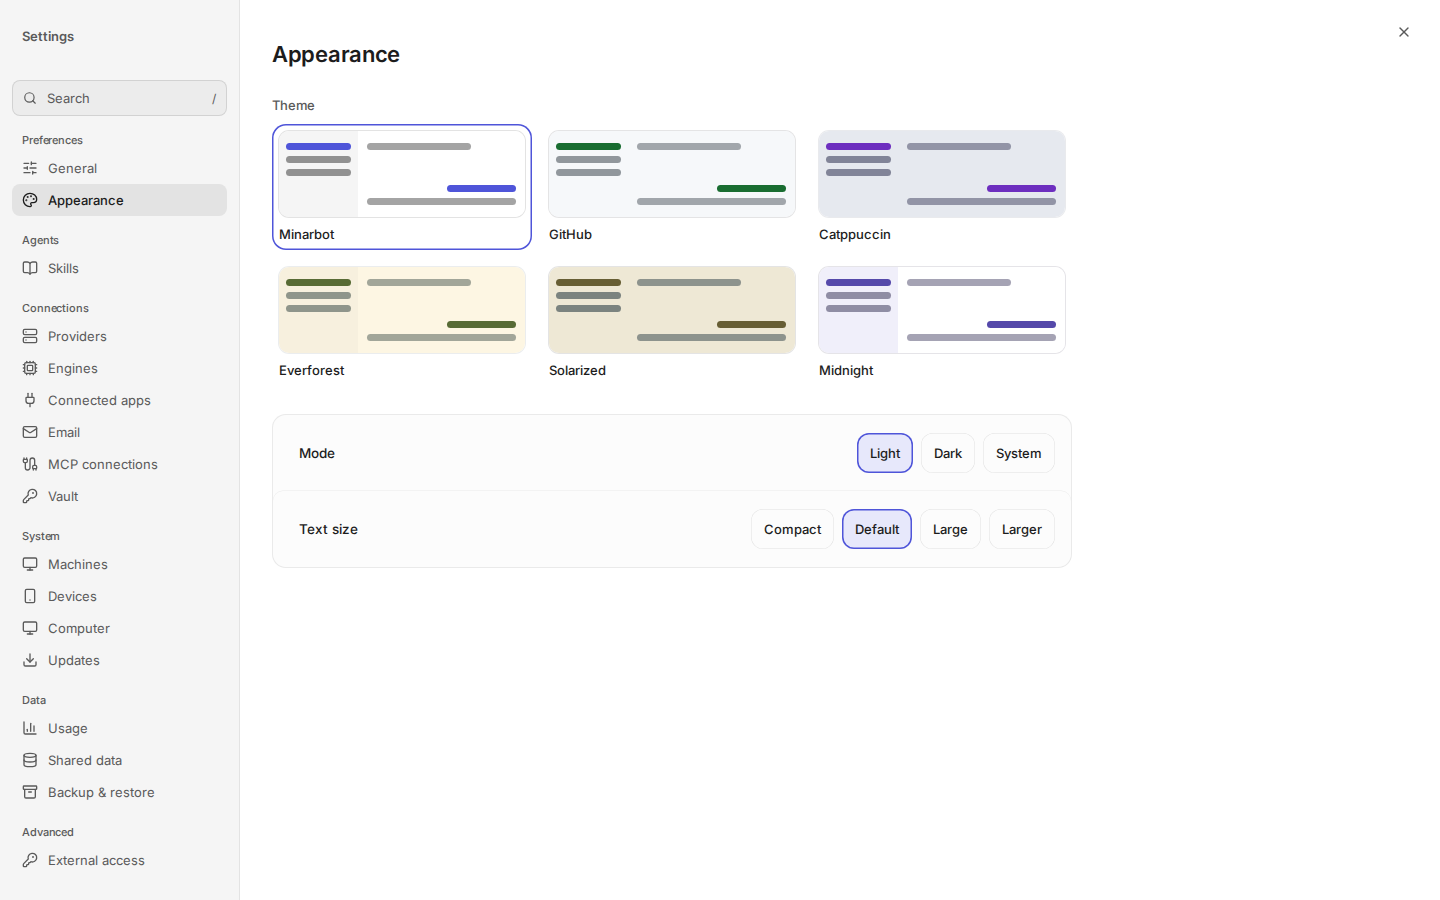 Settings
Search /
Preferences
General
Appearance
Agents
Skills
Connections
Providers
Engines
Connected apps
Email
MCP connections
Vault
System
Machines
Devices
Computer
Updates
Data
Usage
Shared data
Backup & restore
Advanced
External access
Appearance
Theme
Minarbot
GitHub
Catppuccin
Everforest
Solarized
Midnight
Mode
Light
Dark
System
Text size
Compact
Default
Large
Larger